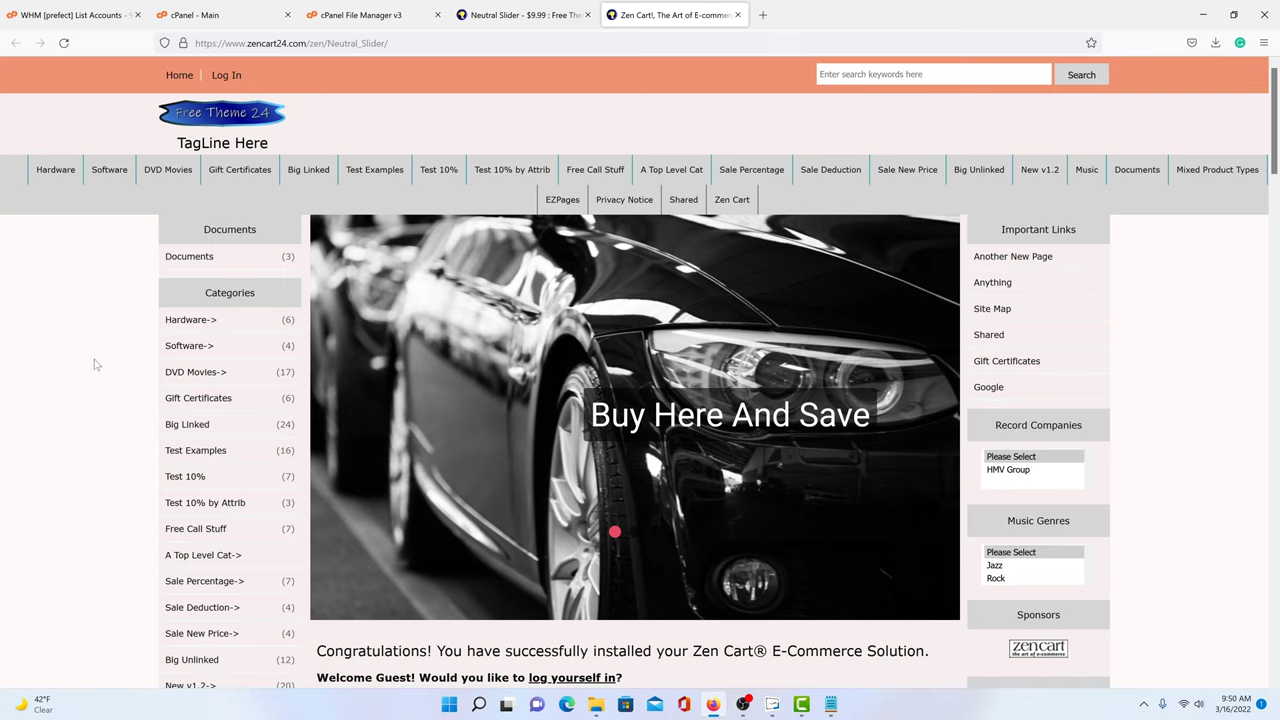 WHM [prefect] List Accounts - 9
cPanel - Main
cPanel File Manager v3
Neutral Slider - $9.99 : Free The
Zen Cart!, The Art of E-commer
https://www.zencart24.com/zen/Neutral_Slider/
Home
Log In
Enter search keywords here
Search
Free Theme 24
TagLine Here
Hardware
Software
DVD Movies
Gift Certificates
Big Linked
Test Examples
Test 10%
Test 10% by Attrib
Free Call Stuff
A Top Level Cat
Sale Percentage
Sale Deduction
Sale New Price
Big Unlinked
New v1.2
Music
Documents
Mixed Product Types
EZPages
Privacy Notice
Shared
Zen Cart
Documents
Documents (3)
Categories
Hardware-> (6)
Software-> (4)
DVD Movies-> (17)
Gift Certificates (6)
Big Linked (24)
Test Examples (16)
Test 10% (7)
Test 10% by Attrib (3)
Free Call Stuff (7)
A Top Level Cat->
Sale Percentage-> (7)
Sale Deduction-> (4)
Sale New Price-> (4)
Big Unlinked (12)
New v1.2-> (20)
Buy Here And Save
Congratulations! You have successfully installed your Zen Cart® E-Commerce Solution.
Welcome Guest! Would you like to log yourself in?
Important Links
Another New Page
Anything
Site Map
Shared
Gift Certificates
Google
Record Companies
Please Select
HMV Group
Music Genres
Please Select
Jazz
Rock
Sponsors
zencart
the art of e-commerce
42°F
Clear
9:50 AM
3/16/2022